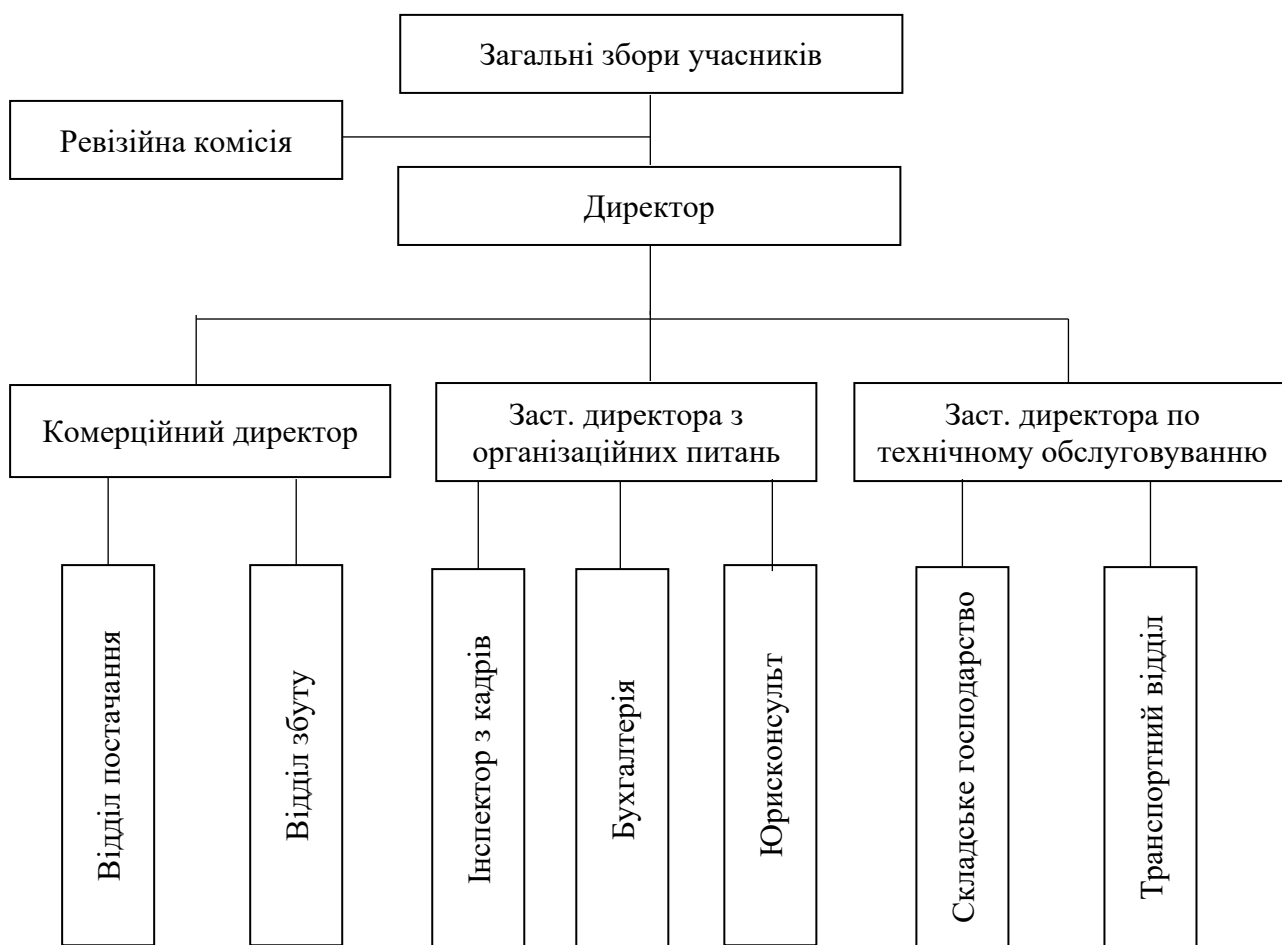 Загальні збори учасників
Ревізійна комісія
Директор
Комерційний директор
Заст. директора з
організаційних питань
Заст. директора по
технічному обслуговуванню
Відділ постачання
Відділ збуту
Інспектор з кадрів
Бухгалтерія
Юрисконсульт
Складське господарство
Транспортний відділ